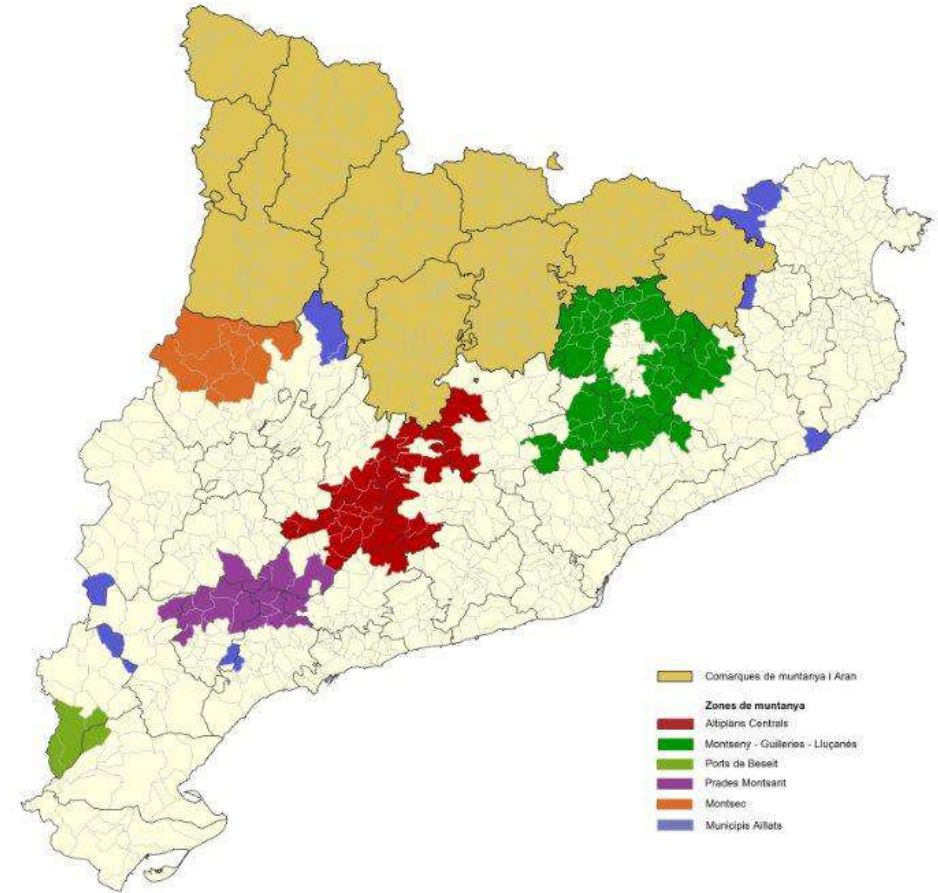 Comarques de muntanya i Aran
Zones de muntanya
Altiplans Centrals
Montseny - Guilleries - Lluçanès
Ports de Beseit
Prades Montsant
Montsec
Municipis Aïllats